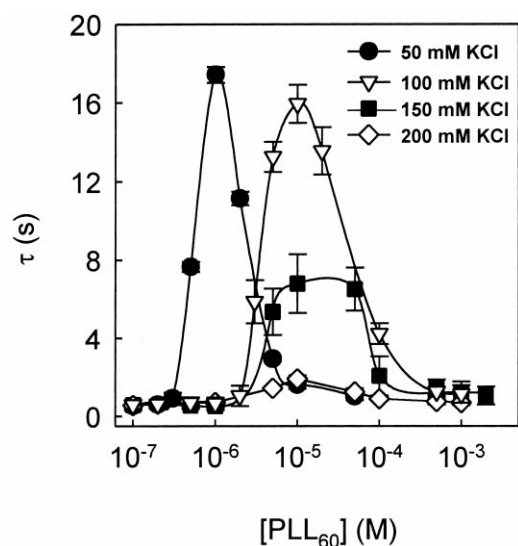 20
16
12
8
4
0
τ (s)
50 mM KCl
100 mM KCl
150 mM KCl
200 mM KCl
10⁻⁷
10⁻⁶
10⁻⁵
10⁻⁴
10⁻³
[PLL₆₀] (M)